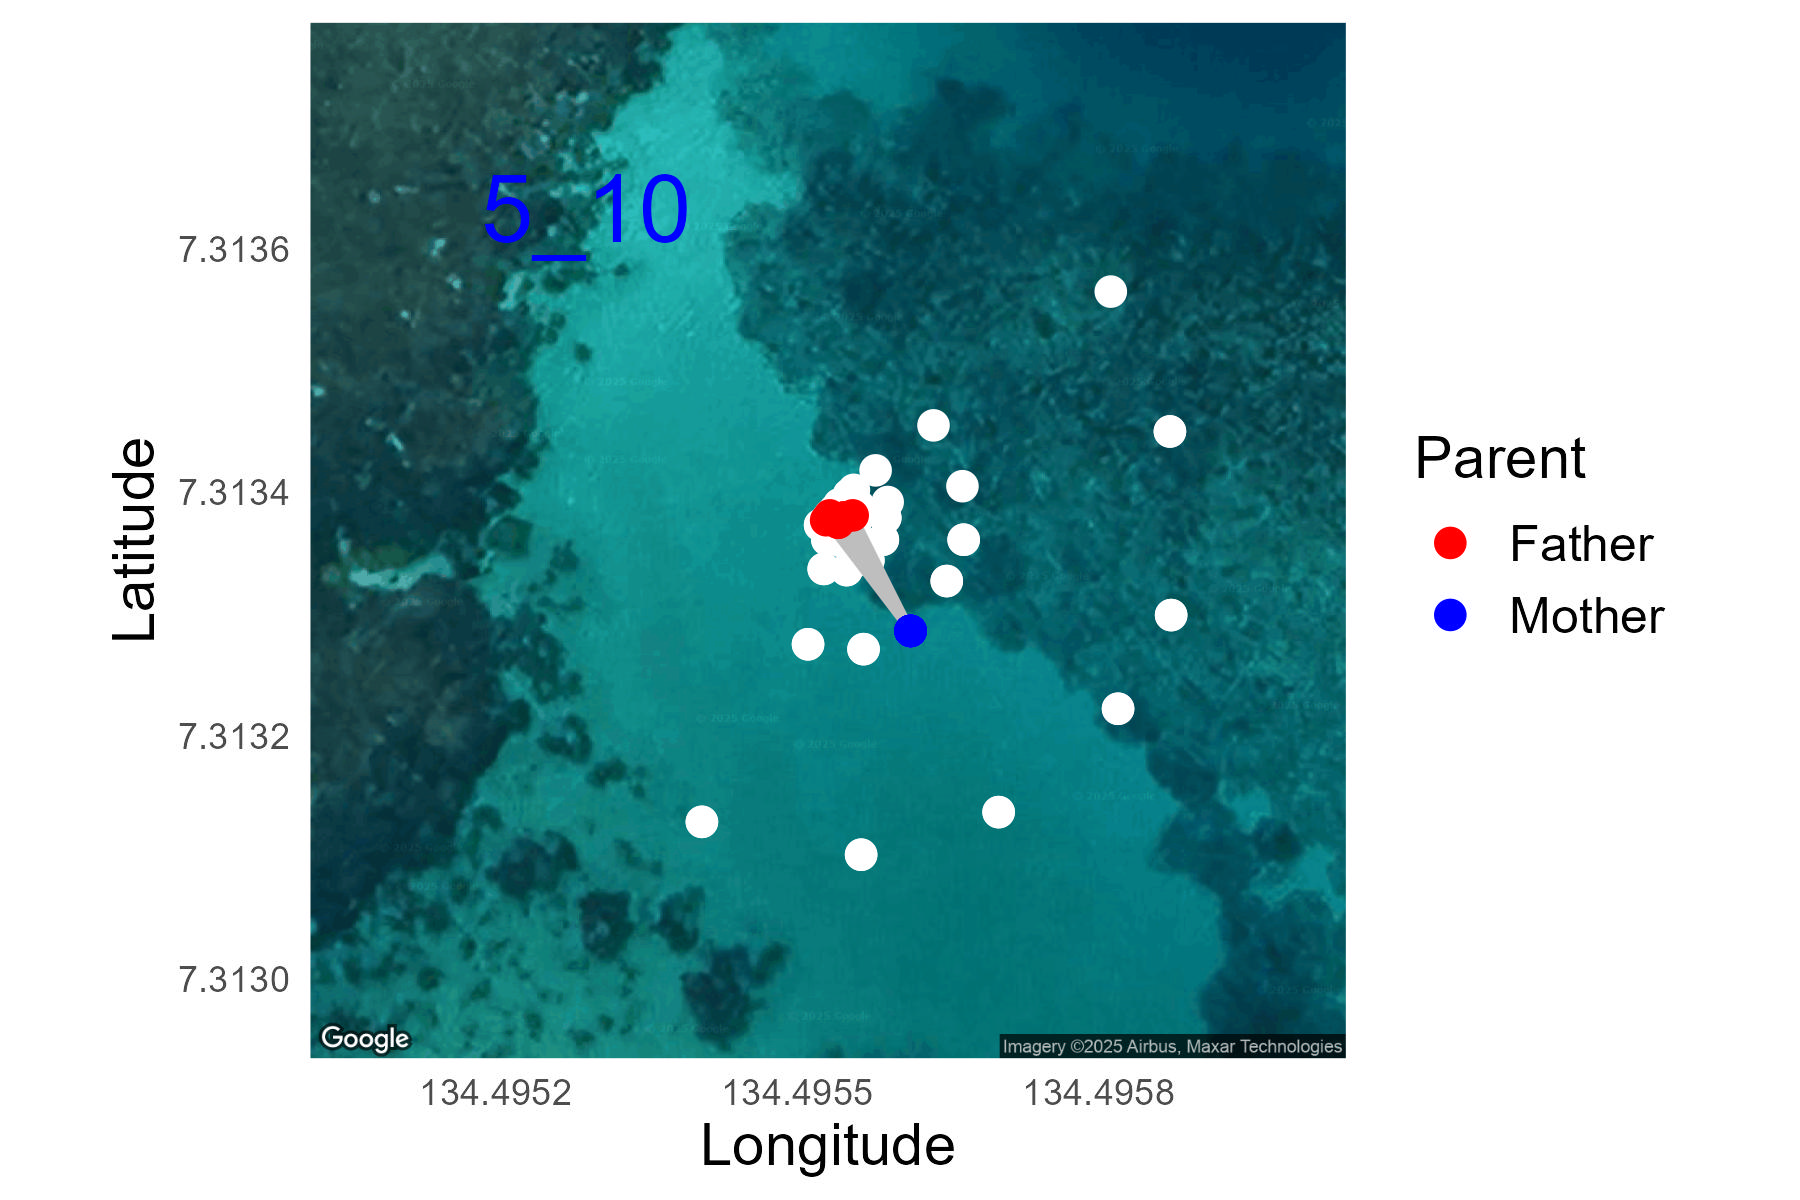 5_10
7.3136
7.3134
7.3132
7.3130
Latitude
134.4952
134.4955
134.4958
Longitude
Parent
Father
Mother
Google
Imagery ©2025 Airbus, Maxar Technologies